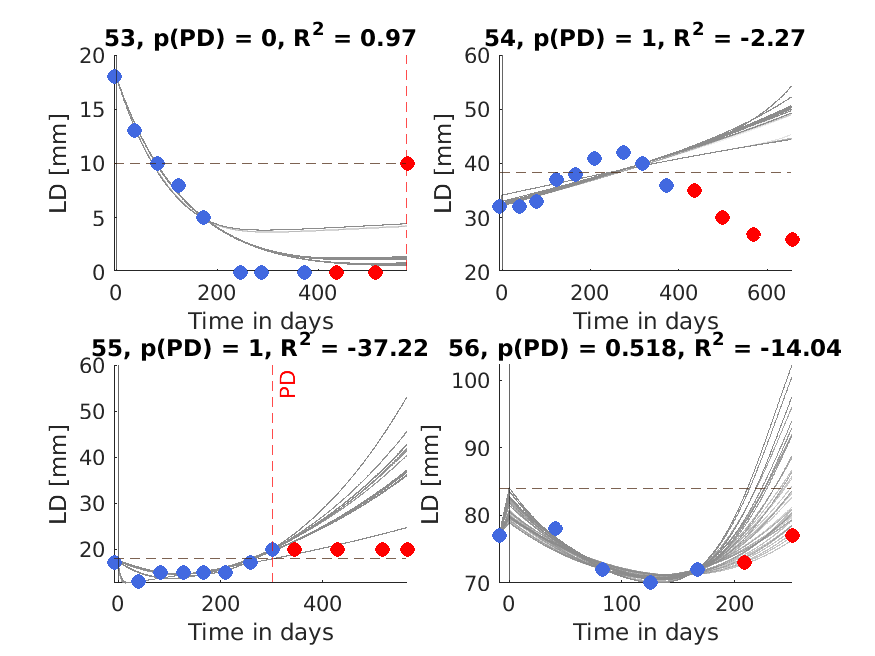 53, p(PD) = 0, R² = 0.97
LD [mm]
20
15
10
5
0
0 200 400
Time in days
54, p(PD) = 1, R² = -2.27
LD [mm]
60
50
40
30
20
0 200 400 600
Time in days
55, p(PD) = 1, R² = -37.22
LD [mm]
60
50
40
30
20
PD
0 200 400
Time in days
56, p(PD) = 0.518, R² = -14.04
LD [mm]
100
90
80
70
0 100 200
Time in days